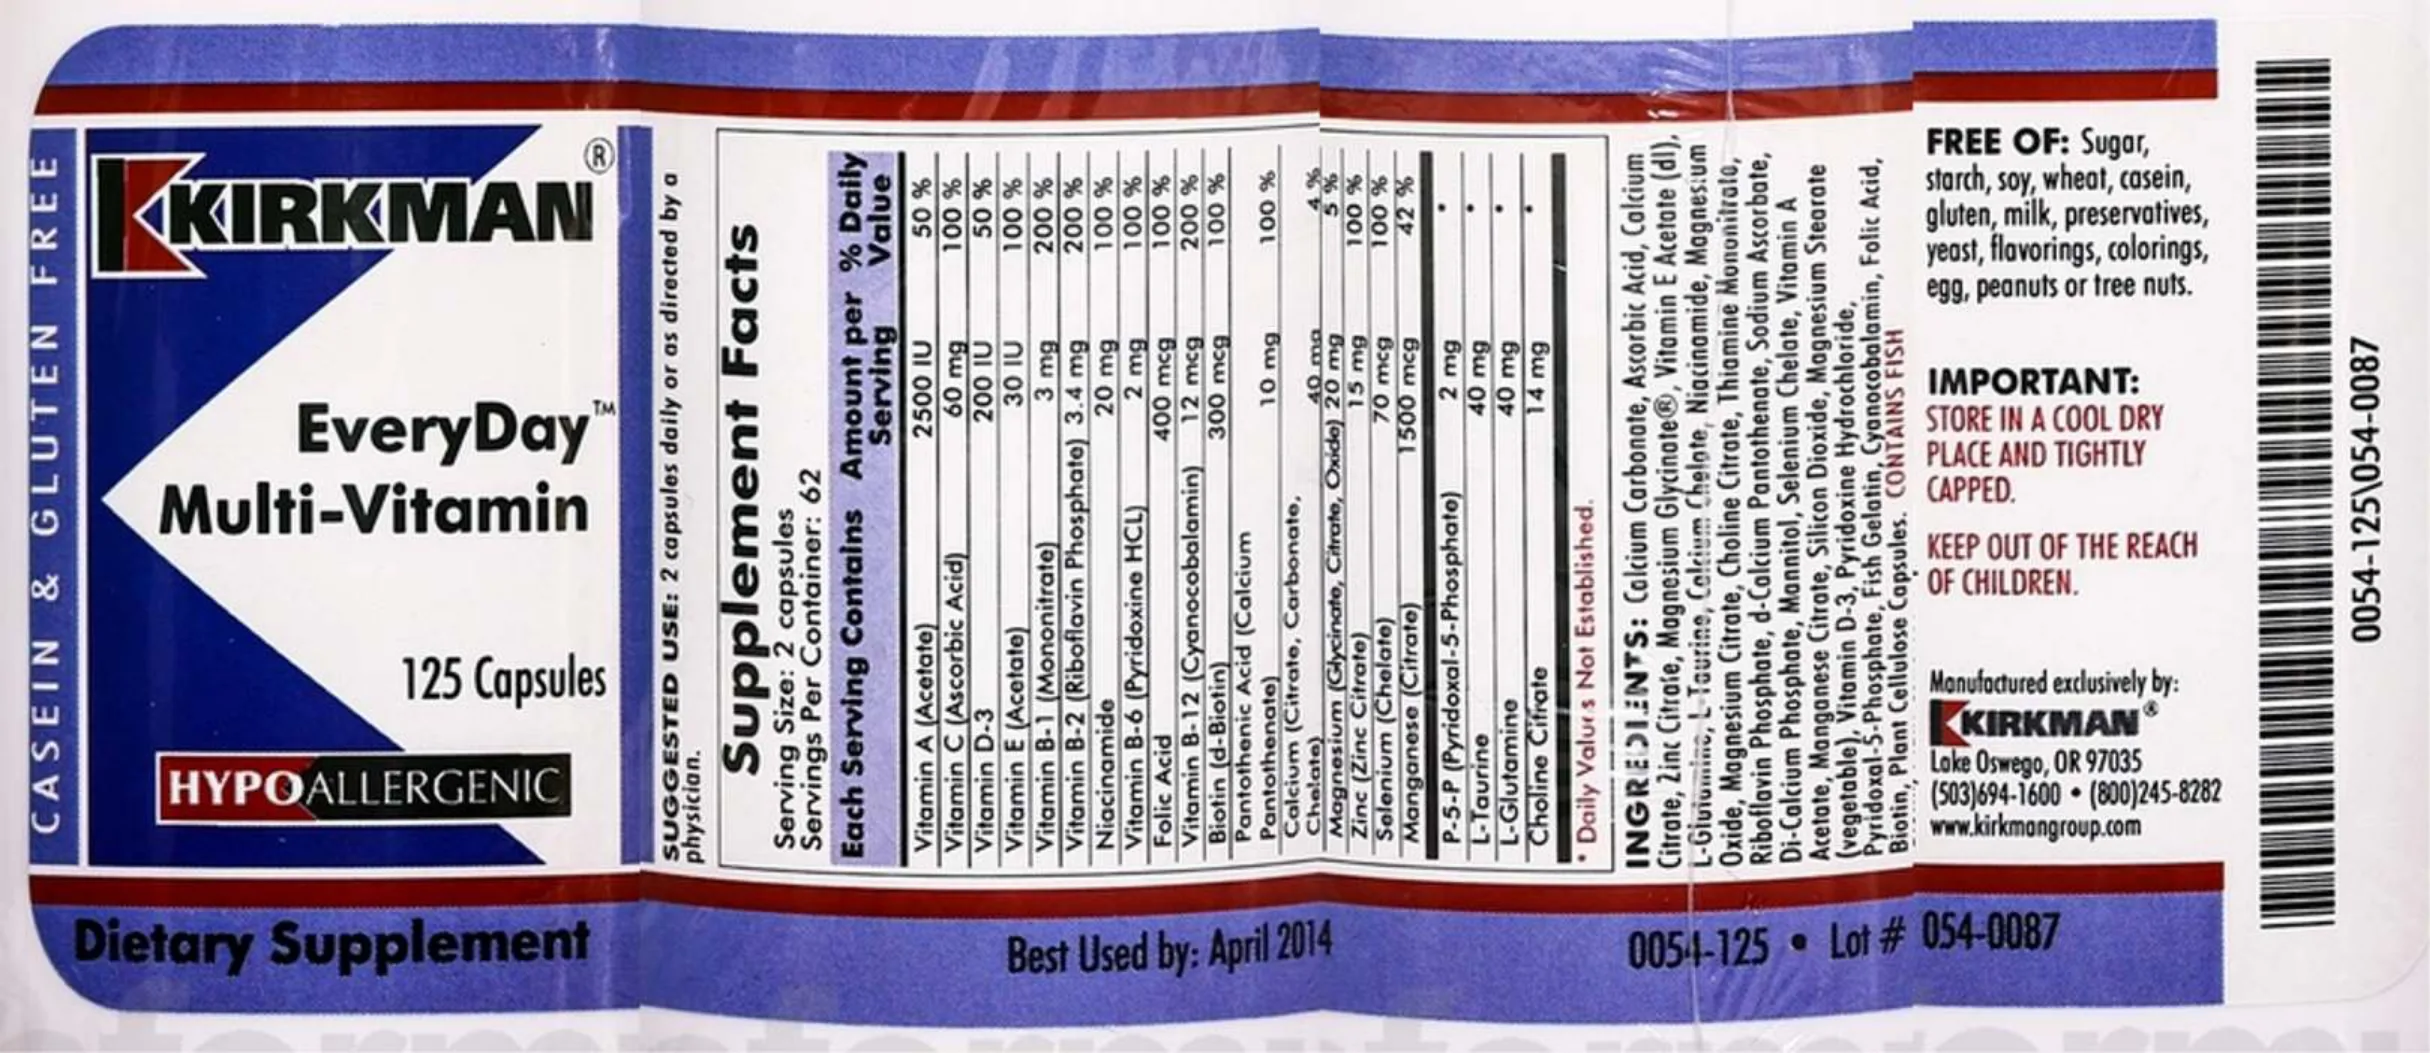 CASEIN & GLUTEN FREE
KIRKMAN®
EveryDay™
Multi-Vitamin
125 Capsules
HYPOALLERGENIC
Dietary Supplement
SUGGESTED USE: 2 capsules daily or as directed by a
physician.
Supplement Facts
Serving Size: 2 capsules
Servings Per Container: 62
Each Serving Contains Amount per Serving % Daily Value
Vitamin A (Acetate) 2500 IU 50 %
Vitamin C (Ascorbic Acid) 60 mg 100 %
Vitamin D-3 200 IU 50 %
Vitamin E (Acetate) 30 IU 100 %
Vitamin B-1 (Mononitrate) 3 mg 200 %
Vitamin B-2 (Riboflavin Phosphate) 3.4 mg 200 %
Niacinamide 20 mg 100 %
Vitamin B-6 (Pyridoxine HCL) 2 mg 100 %
Folic Acid 400 mcg 100 %
Vitamin B-12 (Cyanocobalamin) 12 mcg 200 %
Biotin (d-Biotin) 300 mcg 100 %
Pantothenic Acid (Calcium
Pantothenate) 10 mg 100 %
Calcium (Citrate, Carbonate,
Chelate) 40 mg 4 %
Magnesium (Glycinate, Citrate, Oxide) 20 mg 5 %
Zinc (Zinc Citrate) 15 mg 100 %
Selenium (Chelate) 70 mcg 100 %
Manganese (Citrate) 1500 mcg 42 %
P-5-P (Pyridoxal-5-Phosphate) 2 mg *
L-Taurine 40 mg *
L-Glutamine 40 mg *
Choline Citrate 14 mg *
* Daily Values Not Established.
INGREDIENTS: Calcium Carbonate, Ascorbic Acid, Calcium
Citrate, Zinc Citrate, Magnesium Glycinate®, Vitamin E Acetate (dl),
L-Glutamine, L-Taurine, Calcium Chelate, Niacinamide, Magnesium
Oxide, Magnesium Citrate, Choline Citrate, Thiamine Mononitrate,
Riboflavin Phosphate, d-Calcium Pantothenate, Sodium Ascorbate,
Di-Calcium Phosphate, Mannitol, Selenium Chelate, Vitamin A
Acetate, Manganese Citrate, Silicon Dioxide, Magnesium Stearate
(vegetable), Vitamin D-3, Pyridoxine Hydrochloride,
Pyridoxal-5-Phosphate, Fish Gelatin, Cyanocobalamin, Folic Acid,
Biotin, Plant Cellulose Capsules. CONTAINS FISH
Best Used by: April 2014
0054-125 • Lot # 054-0087
FREE OF: Sugar,
starch, soy, wheat, casein,
gluten, milk, preservatives,
yeast, flavorings, colorings,
egg, peanuts or tree nuts.
IMPORTANT:
STORE IN A COOL DRY
PLACE AND TIGHTLY
CAPPED.
KEEP OUT OF THE REACH
OF CHILDREN.
Manufactured exclusively by:
KIRKMAN®
Lake Oswego, OR 97035
(503)694-1600 • (800)245-8282
www.kirkmangroup.com
0054-125\054-0087